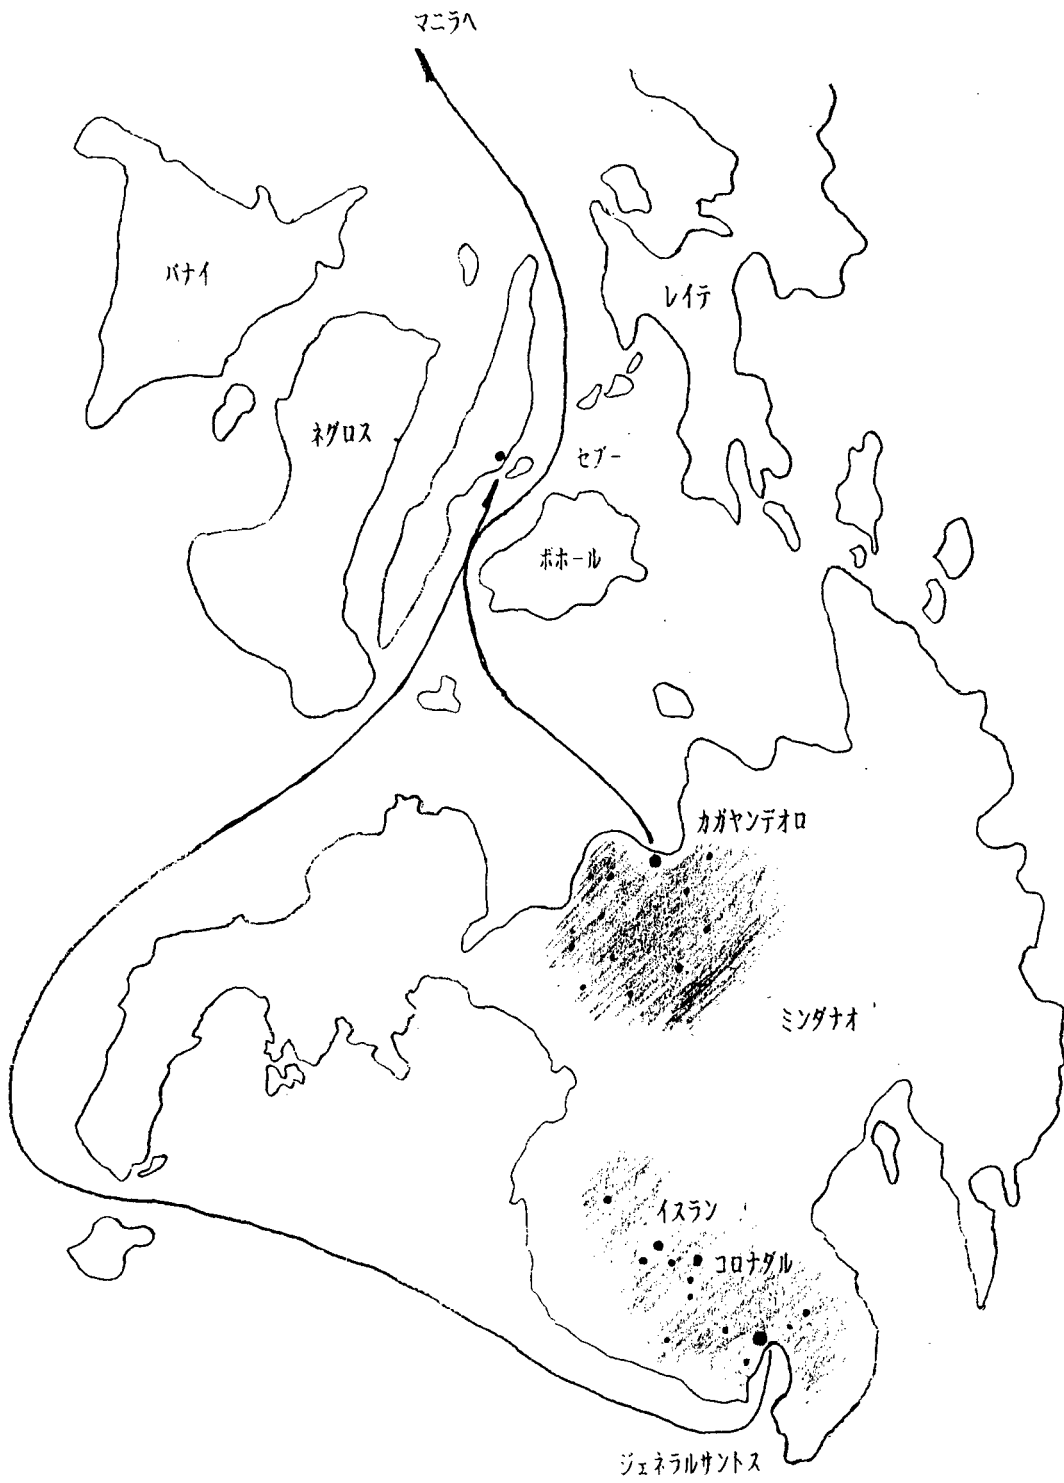 マニラへ
パナイ
レイテ
ネグロス
セブー
ボホール
カガヤンデオロ
ミンダナオ
イスラン
コロナダル
ジェネラルサントス